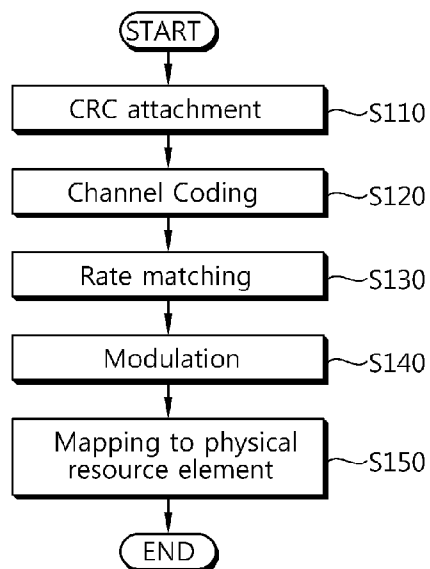 START
CRC attachment
S110
Channel Coding
S120
Rate matching
S130
Modulation
S140
Mapping to physical
resource element
S150
END